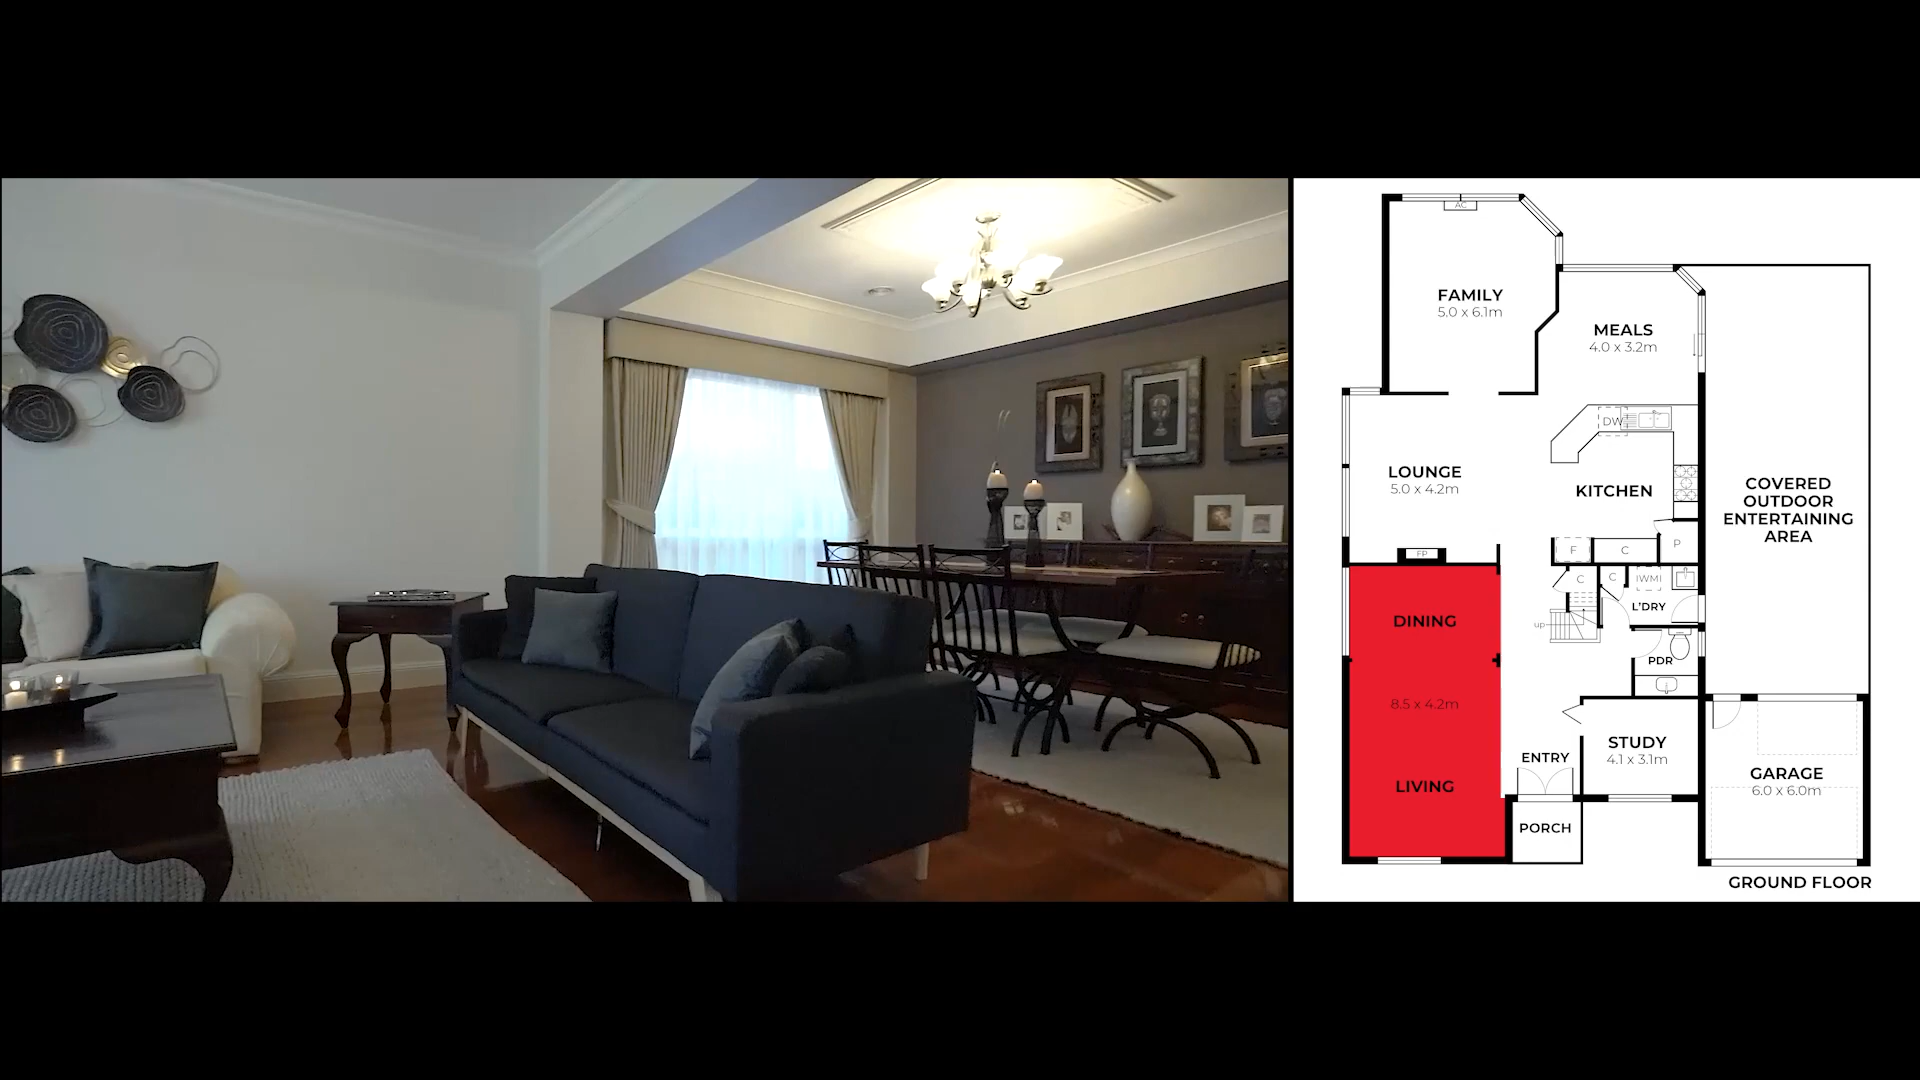 AC
FAMILY
5.0 x 6.1m
MEALS
4.0 x 3.2m
DW
LOUNGE
5.0 x 4.2m
KITCHEN
COVERED
OUTDOOR
ENTERTAINING
AREA
FP
F
C
P
C
C
IWMI
L'DRY
DINING
up
PDR
8.5 x 4.2m
STUDY
4.1 x 3.1m
ENTRY
LIVING
GARAGE
6.0 x 6.0m
PORCH
GROUND FLOOR